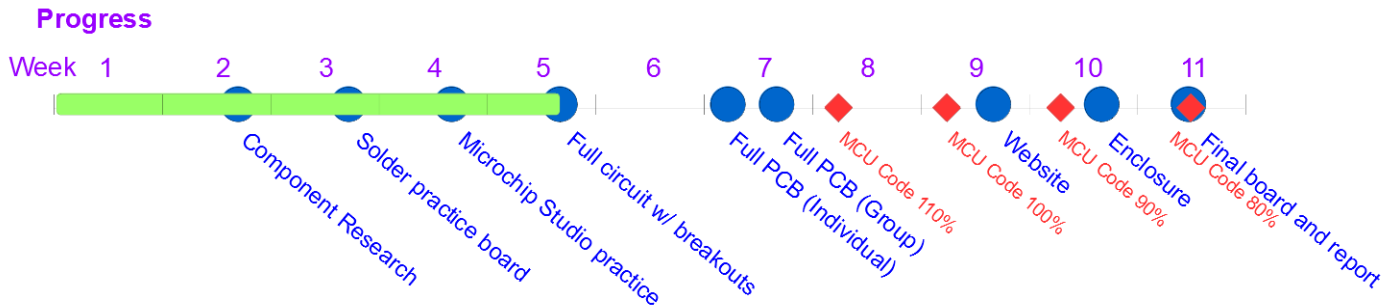 Progress
Week 1 2 3 4 5 6 7 8 9 10 11
Component Research
Solder practice board
Microchip Studio practice
Full circuit w/ breakouts
Full PCB (Individual)
Full PCB (Group)
MCU Code 110%
MCU Code 100%
Website
MCU Code 90%
Enclosure
MCU Code 80%
Final board and report